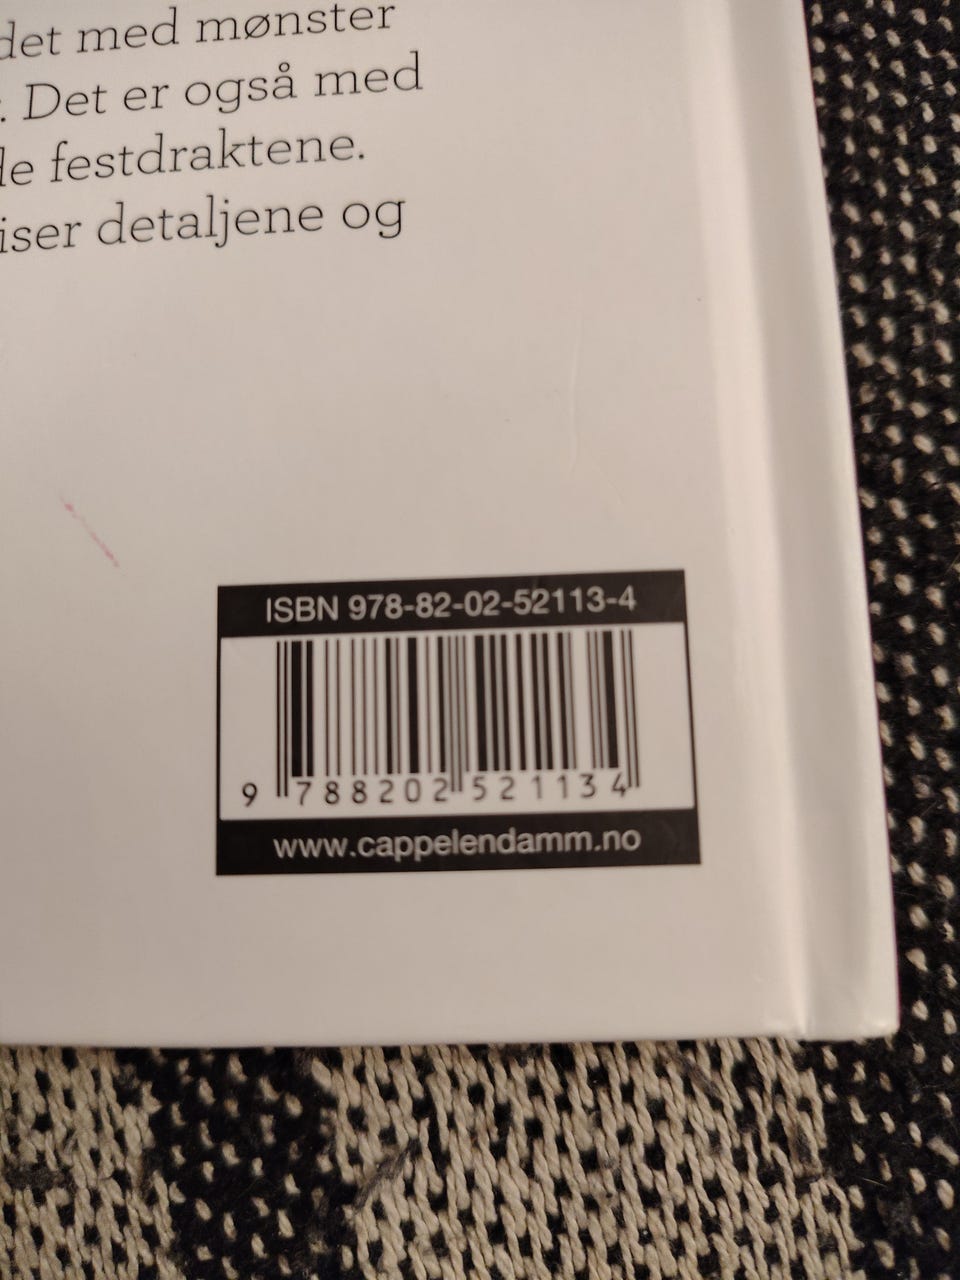 det med mønster
. Det er også med
de festdraktene.
iser detaljene og
ISBN 978-82-02-52113-4
9 788202 521134
www.cappelendamm.no